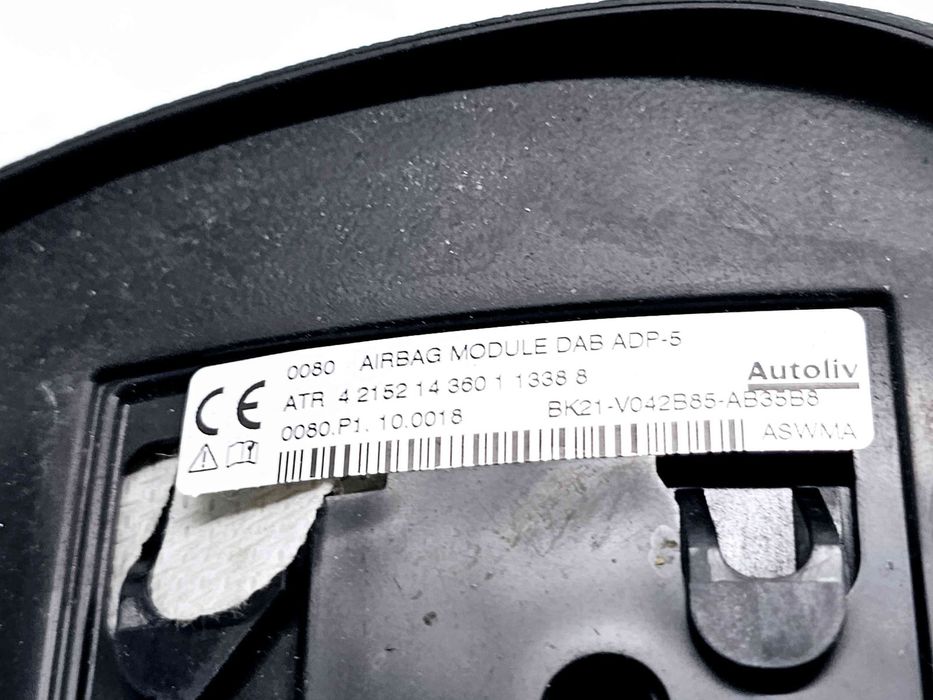 CE
0080 AIRBAG MODULE DAB ADP-5
Autoliv
ATR 4 2152 14 360 1 1338 8
0080.P1. 10.0018 BK21-V042B85-AB35B8
ASWMA